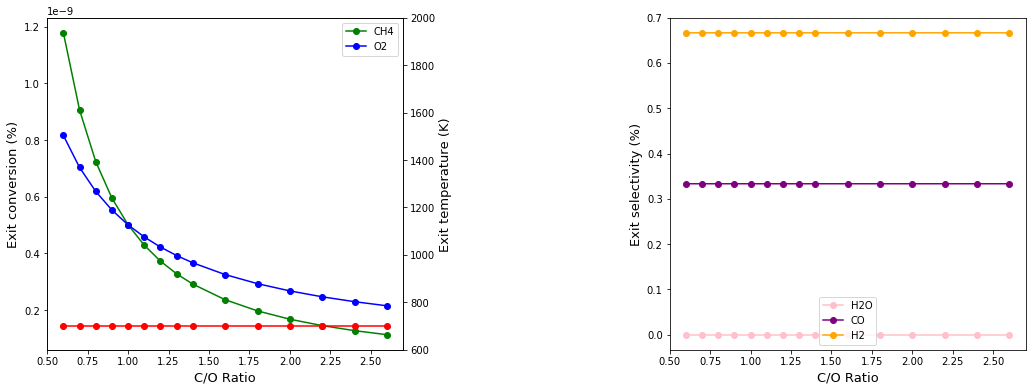 1e−9
1.2
1.0
0.8
0.6
0.4
0.2
Exit conversion (%)
CH4
O2
2000
1800
1600
1400
1200
1000
800
600
Exit temperature (K)
0.50 0.75 1.00 1.25 1.50 1.75 2.00 2.25 2.50
C/O Ratio
0.7
0.6
0.5
0.4
0.3
0.2
0.1
0.0
Exit selectivity (%)
H2O
CO
H2
0.50 0.75 1.00 1.25 1.50 1.75 2.00 2.25 2.50
C/O Ratio